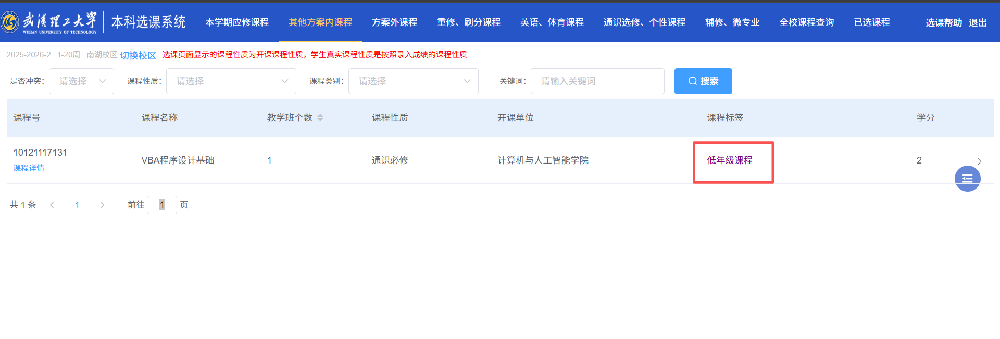 武汉理工大学 本科选课系统 本学期应修课程 其他方案内课程 方案外课程 重修、刷分课程 英语、体育课程 通识选修、个性课程 辅修、微专业 全校课程查询 已选课程 选课帮助 退出
WUHAN UNIVERSITY OF TECHNOLOGY
2025-2026-2 1-20周 南湖校区 切换校区 选课页面显示的课程性质为开课课程性质，学生真实课程性质是按照录入成绩的课程性质
是否冲突： 请选择 课程性质： 请选择 课程类别： 请选择 关键词： 请输入关键词 搜索
课程号 课程名称 教学班个数 课程性质 开课单位 课程标签 学分
10121117131
课程详情
VBA程序设计基础 1 通识必修 计算机与人工智能学院 低年级课程 2
共 1 条 1 前往 1 页